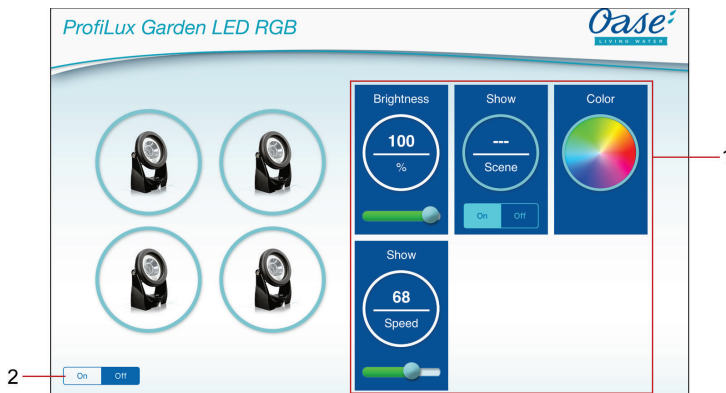 ProfiLux Garden LED RGB
Oase
LIVING WATER
Brightness
100
%
Show
---
Scene
On Off
Color
1
Show
68
Speed
2
On Off